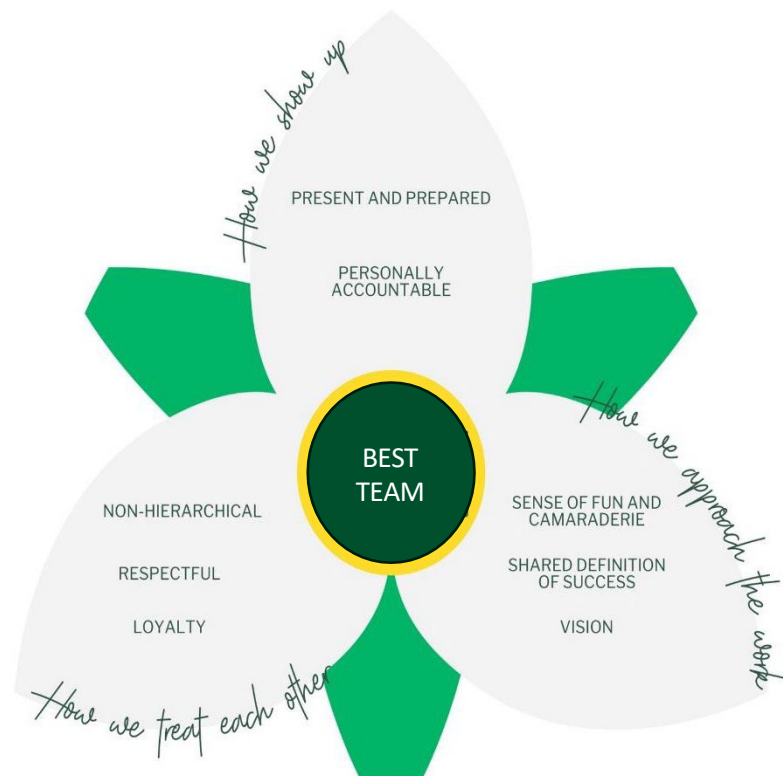 How we show up
PRESENT AND PREPARED
PERSONALLY
ACCOUNTABLE
BEST
TEAM
NON-HIERARCHICAL
RESPECTFUL
LOYALTY
How we treat each other
How we approach the work
SENSE OF FUN AND
CAMARADERIE
SHARED DEFINITION
OF SUCCESS
VISION